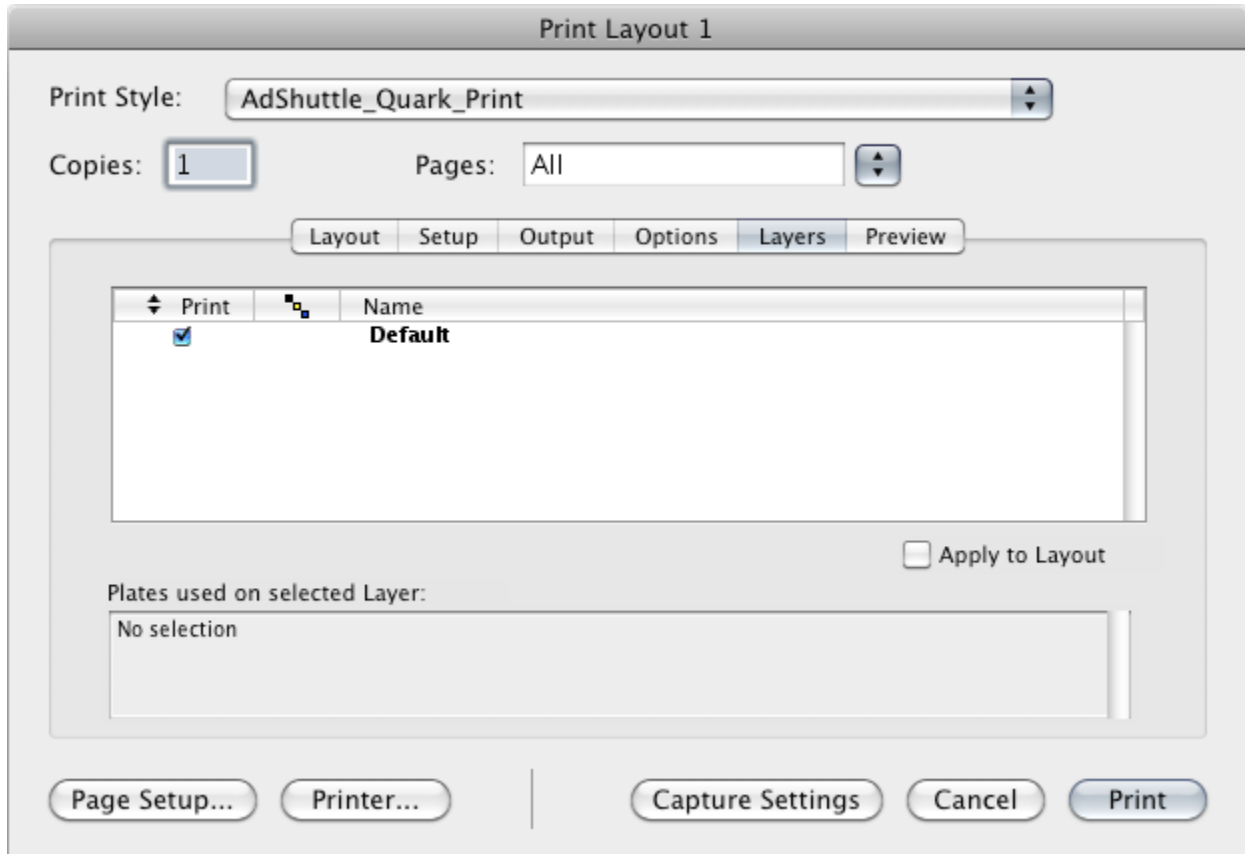 Print Layout 1
Print Style: AdShuttle_Quark_Print
Copies: 1 Pages: All
Layout Setup Output Options Layers Preview
Print Name
Default
Apply to Layout
Plates used on selected Layer:
No selection
Page Setup... Printer... Capture Settings Cancel Print